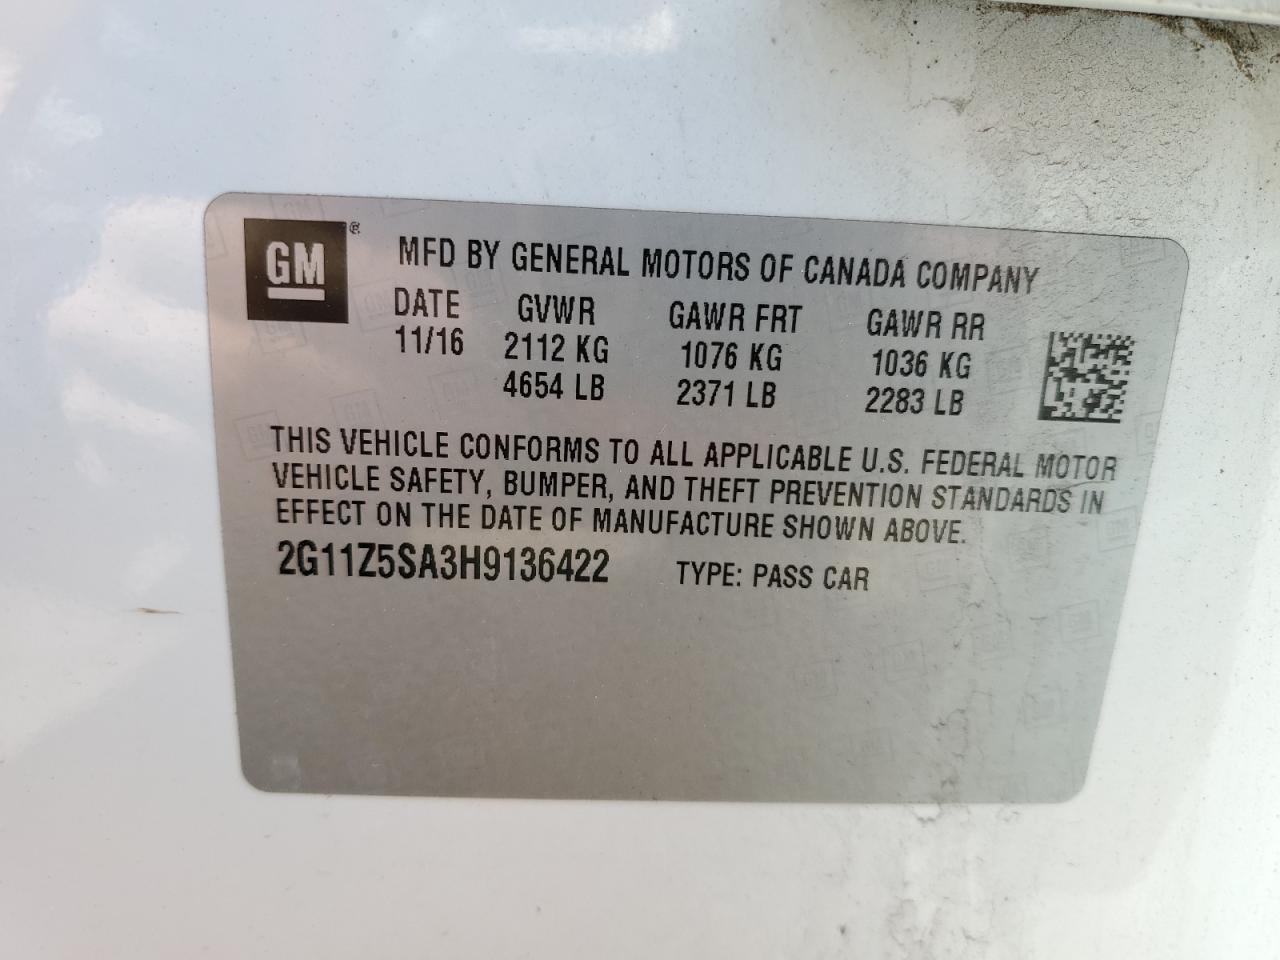 GM ®
MFD BY GENERAL MOTORS OF CANADA COMPANY
DATE GVWR GAWR FRT GAWR RR
11/16 2112 KG 1076 KG 1036 KG
4654 LB 2371 LB 2283 LB
THIS VEHICLE CONFORMS TO ALL APPLICABLE U.S. FEDERAL MOTOR
VEHICLE SAFETY, BUMPER, AND THEFT PREVENTION STANDARDS IN
EFFECT ON THE DATE OF MANUFACTURE SHOWN ABOVE.
2G11Z5SA3H9136422 TYPE: PASS CAR